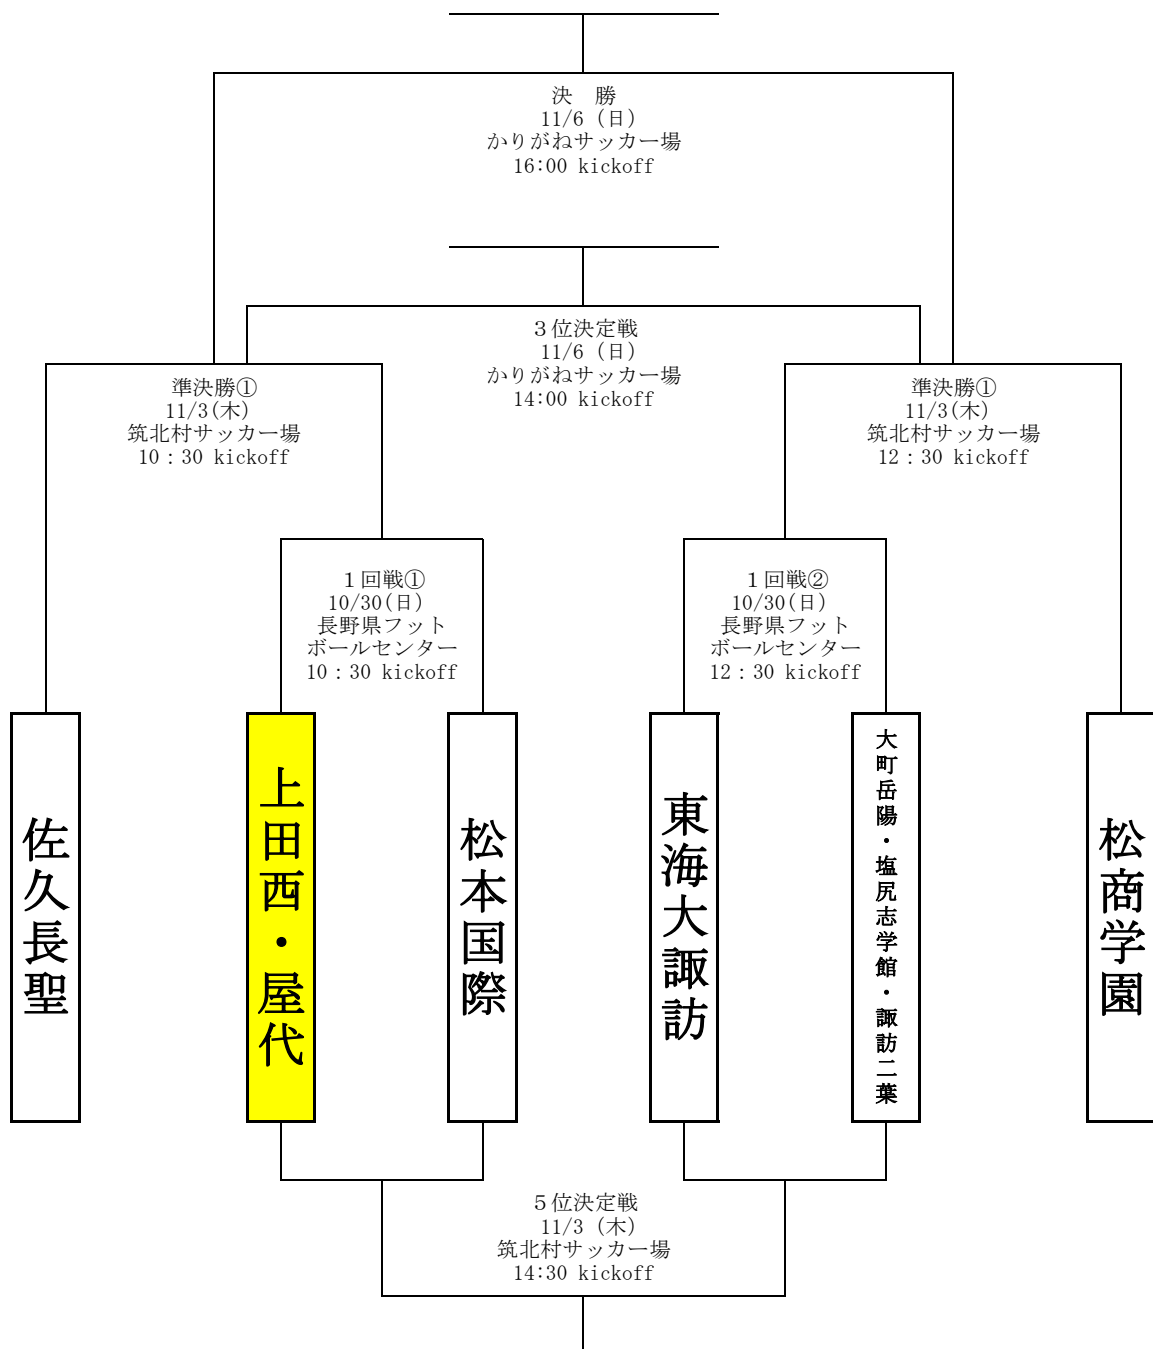 決　勝
11/6 (日)
かりがねサッカー場
16:00 kickoff
３位決定戦
11/6 (日)
かりがねサッカー場
14:00 kickoff
準決勝①
11/3(木)
筑北村サッカー場
10：30 kickoff
準決勝①
11/3(木)
筑北村サッカー場
12：30 kickoff
１回戦①
10/30(日)
長野県フット
ボールセンター
10：30 kickoff
１回戦②
10/30(日)
長野県フット
ボールセンター
12：30 kickoff
佐久長聖
上田西・屋代
松本国際
東海大諏訪
大町岳陽・塩尻志学館・諏訪二葉
松商学園
５位決定戦
11/3 (木)
筑北村サッカー場
14:30 kickoff